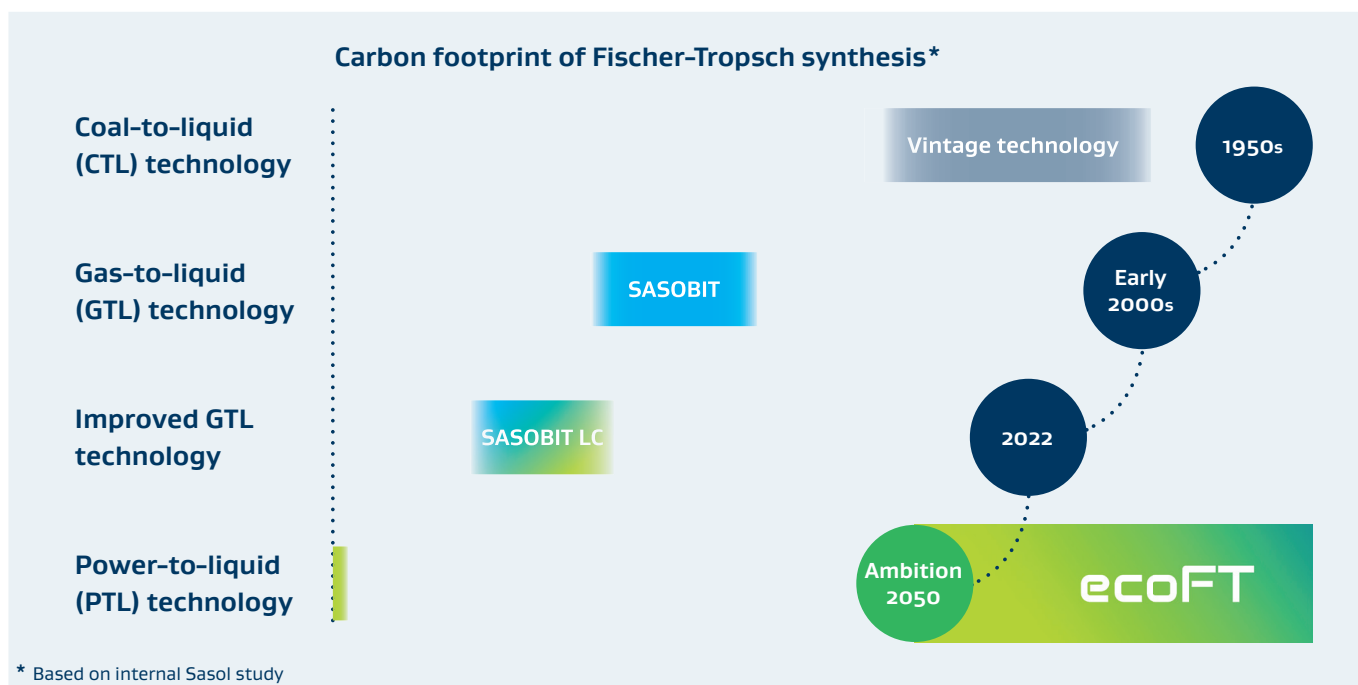 Carbon footprint of Fischer-Tropsch synthesis*
Coal-to-liquid
(CTL) technology
Vintage technology
1950s
Gas-to-liquid
(GTL) technology
SASOBIT
Early
2000s
Improved GTL
technology
SASOBIT LC
2022
Power-to-liquid
(PTL) technology
Ambition
2050
ecoFT
* Based on internal Sasol study